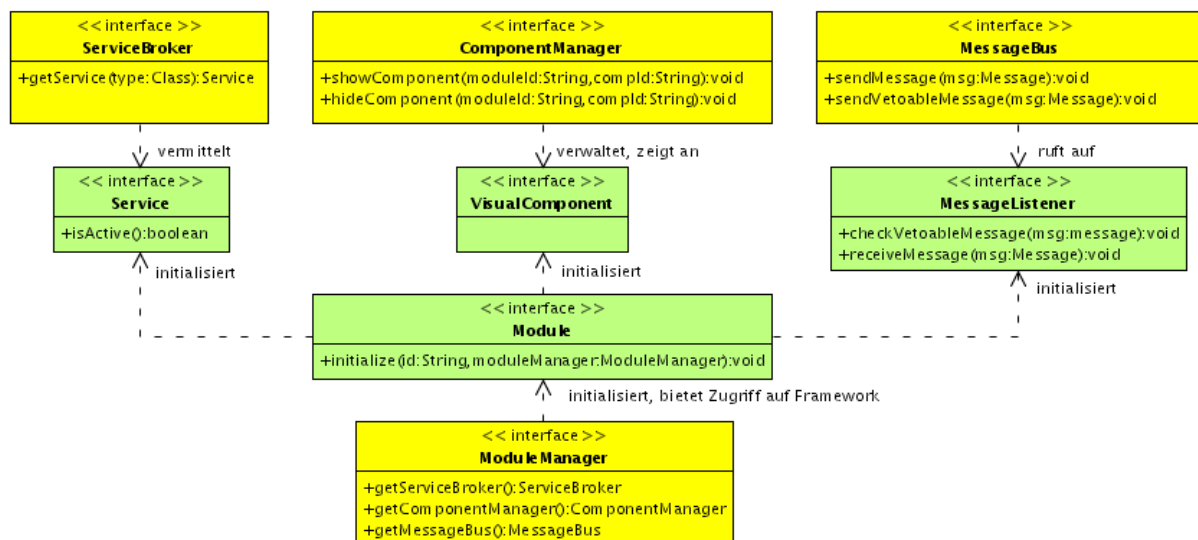 << interface >>
ServiceBroker
+getService(type:Class):Service
<< interface >>
ComponentManager
+showComponent(moduleId:String,compId:String):void
+hideComponent(moduleId:String,compId:String):void
<< interface >>
MessageBus
+sendMessage(msg:Message):void
+sendVetoableMessage(msg:Message):void
vermittelt
verwaltet, zeigt an
ruft auf
<< interface >>
Service
+isActive():boolean
<< interface >>
VisualComponent
<< interface >>
MessageListener
+checkVetoableMessage(msg:message):void
+receiveMessage(msg:Message):void
initialisiert
initialisiert
initialisiert
<< interface >>
Module
+initialize(id:String,moduleManager:ModuleManager):void
initialisiert, bietet Zugriff auf Framework
<< interface >>
ModuleManager
+getServiceBroker():ServiceBroker
+getComponentManager():ComponentManager
+getMessageBus():MessageBus